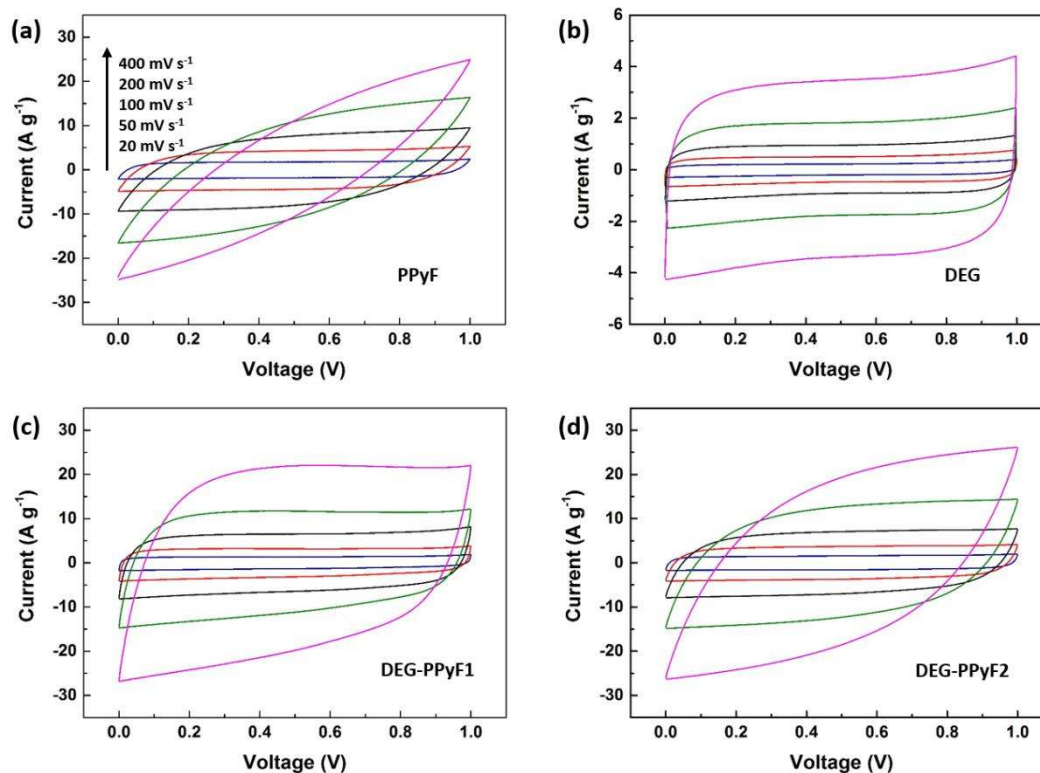 (a)
30
20
10
0
-10
-20
-30
Current (A g⁻¹)
400 mV s⁻¹
200 mV s⁻¹
100 mV s⁻¹
50 mV s⁻¹
20 mV s⁻¹
PPyF
0.0 0.2 0.4 0.6 0.8 1.0
Voltage (V)
(b)
6
4
2
0
-2
-4
-6
Current (A g⁻¹)
DEG
0.0 0.2 0.4 0.6 0.8 1.0
Voltage (V)
(c)
30
20
10
0
-10
-20
-30
Current (A g⁻¹)
DEG-PPyF1
0.0 0.2 0.4 0.6 0.8 1.0
Voltage (V)
(d)
30
20
10
0
-10
-20
-30
Current (A g⁻¹)
DEG-PPyF2
0.0 0.2 0.4 0.6 0.8 1.0
Voltage (V)